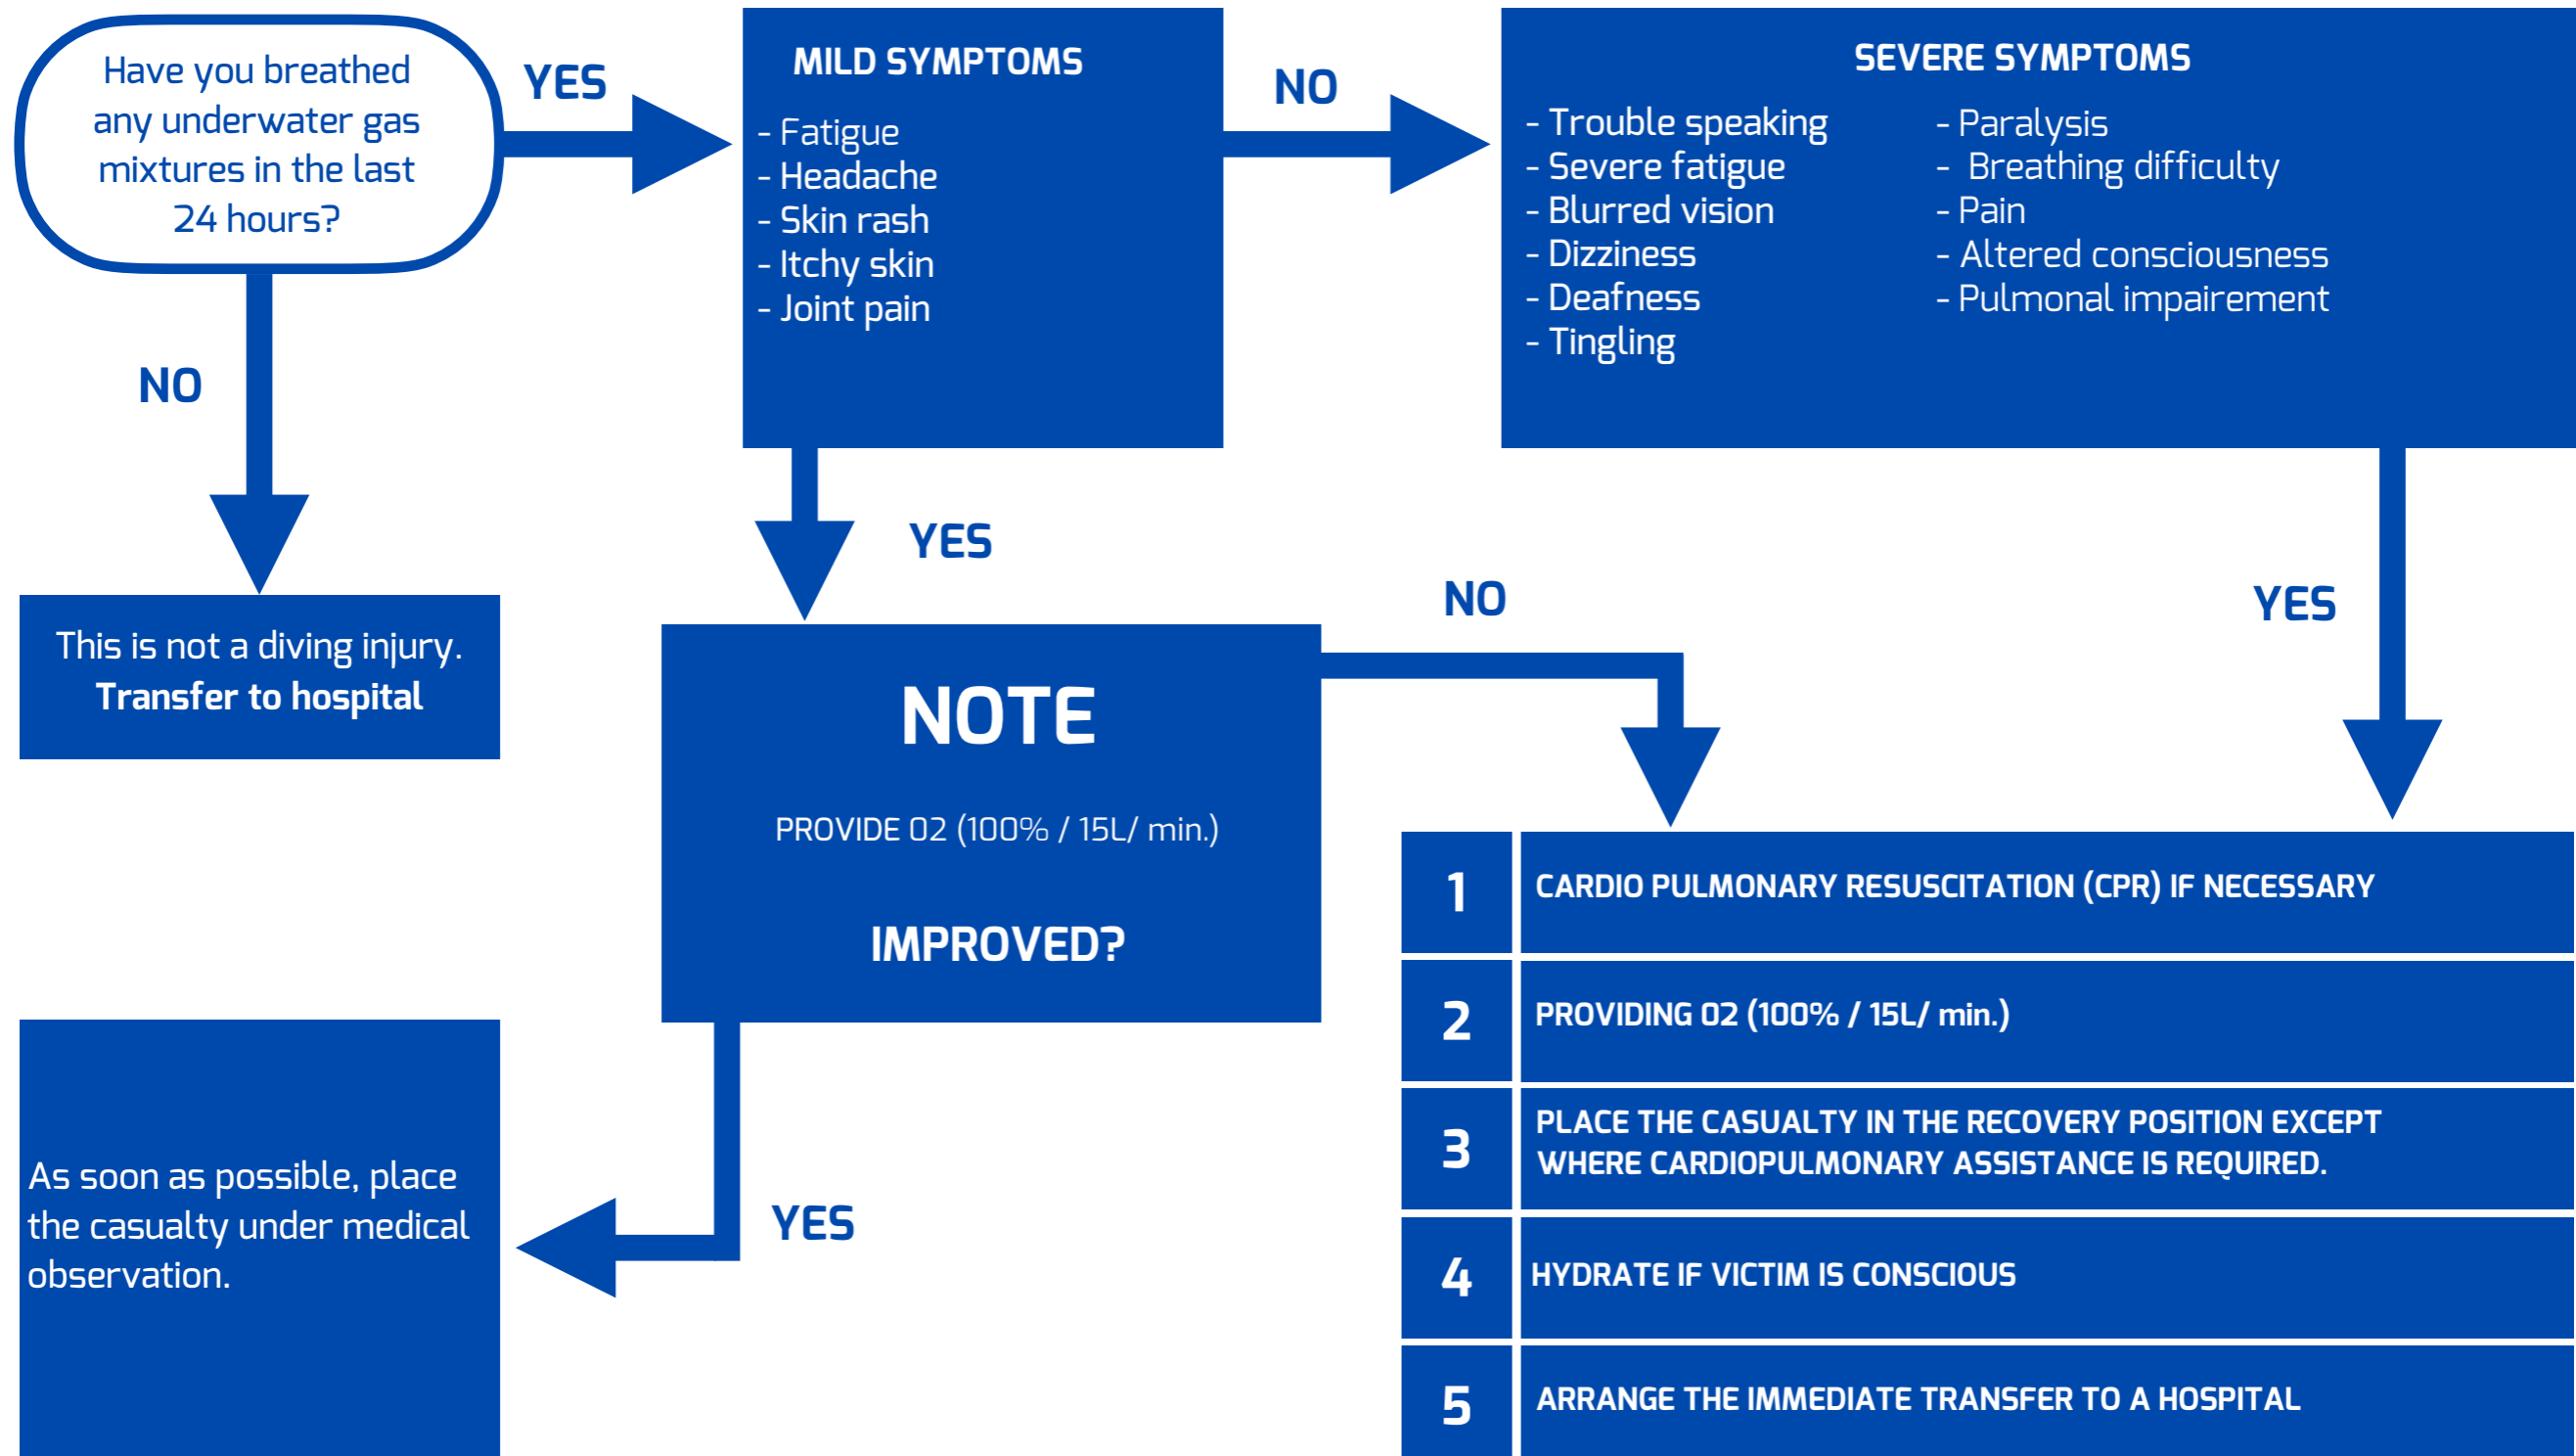 Have you breathed
any underwater gas
mixtures in the last
24 hours?
YES
MILD SYMPTOMS
- Fatigue
- Headache
- Skin rash
- Itchy skin
- Joint pain
NO
SEVERE SYMPTOMS
- Trouble speaking
- Severe fatigue
- Blurred vision
- Dizziness
- Deafness
- Tingling
- Paralysis
- Breathing difficulty
- Pain
- Altered consciousness
- Pulmonal impairement
NO
This is not a diving injury.
Transfer to hospital
YES
NOTE
PROVIDE 02 (100% / 15L/ min.)
IMPROVED?
NO
YES
YES
As soon as possible, place
the casualty under medical
observation.
1 CARDIO PULMONARY RESUSCITATION (CPR) IF NECESSARY
2 PROVIDING 02 (100% / 15L/ min.)
3 PLACE THE CASUALTY IN THE RECOVERY POSITION EXCEPT
WHERE CARDIOPULMONARY ASSISTANCE IS REQUIRED.
4 HYDRATE IF VICTIM IS CONSCIOUS
5 ARRANGE THE IMMEDIATE TRANSFER TO A HOSPITAL